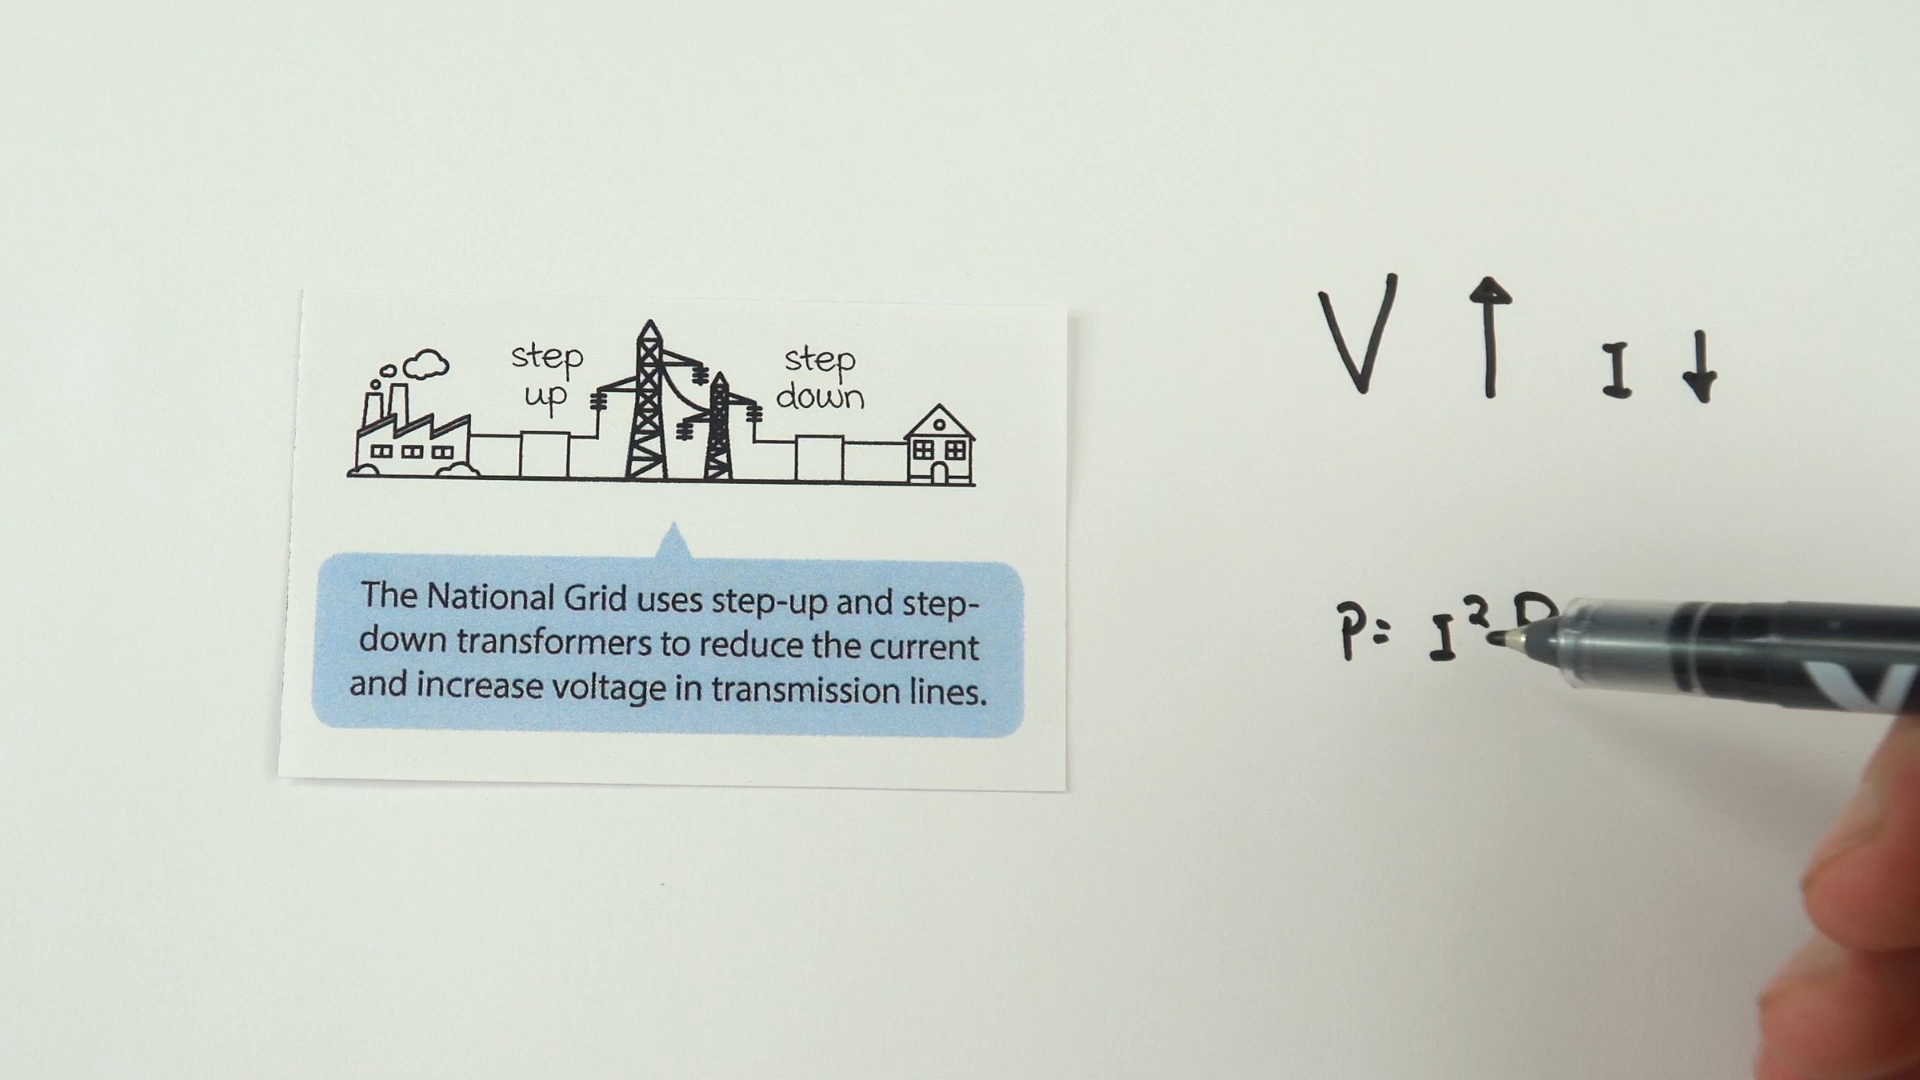 step
up
step
down
The National Grid uses step-up and step-
down transformers to reduce the current
and increase voltage in transmission lines.
V ↑ I ↓
P= I²